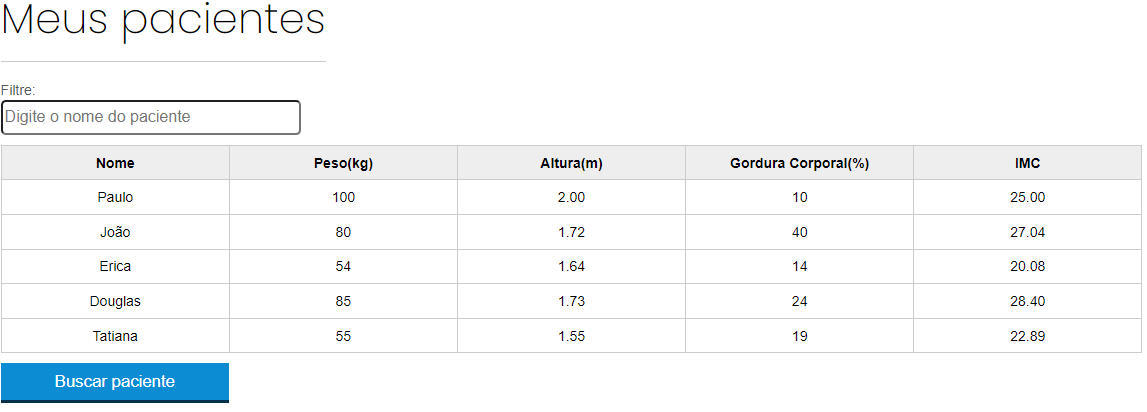 Meus pacientes
Filtre:
Digite o nome do paciente
Nome Peso(kg) Altura(m) Gordura Corporal(%) IMC
Paulo 100 2.00 10 25.00
João 80 1.72 40 27.04
Erica 54 1.64 14 20.08
Douglas 85 1.73 24 28.40
Tatiana 55 1.55 19 22.89
Buscar paciente